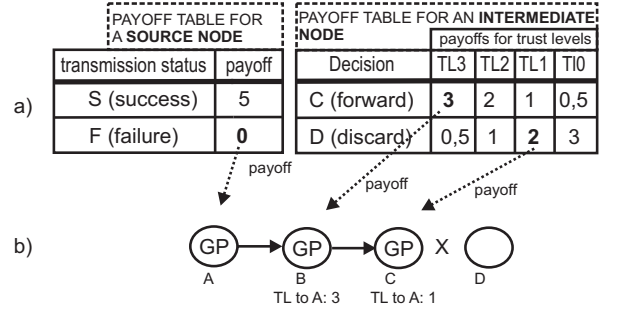 PAYOFF TABLE FOR
A SOURCE NODE
PAYOFF TABLE FOR AN INTERMEDIATE
NODE
payoffs for trust levels
a)
transmission status payoff
S (success) 5
F (failure) 0
Decision TL3 TL2 TL1 Tl0
C (forward) 3 2 1 0,5
D (discard) 0,5 1 2 3
payoff
payoff
payoff
b)
GP GP GP X
A B C D
TL to A: 3 TL to A: 1